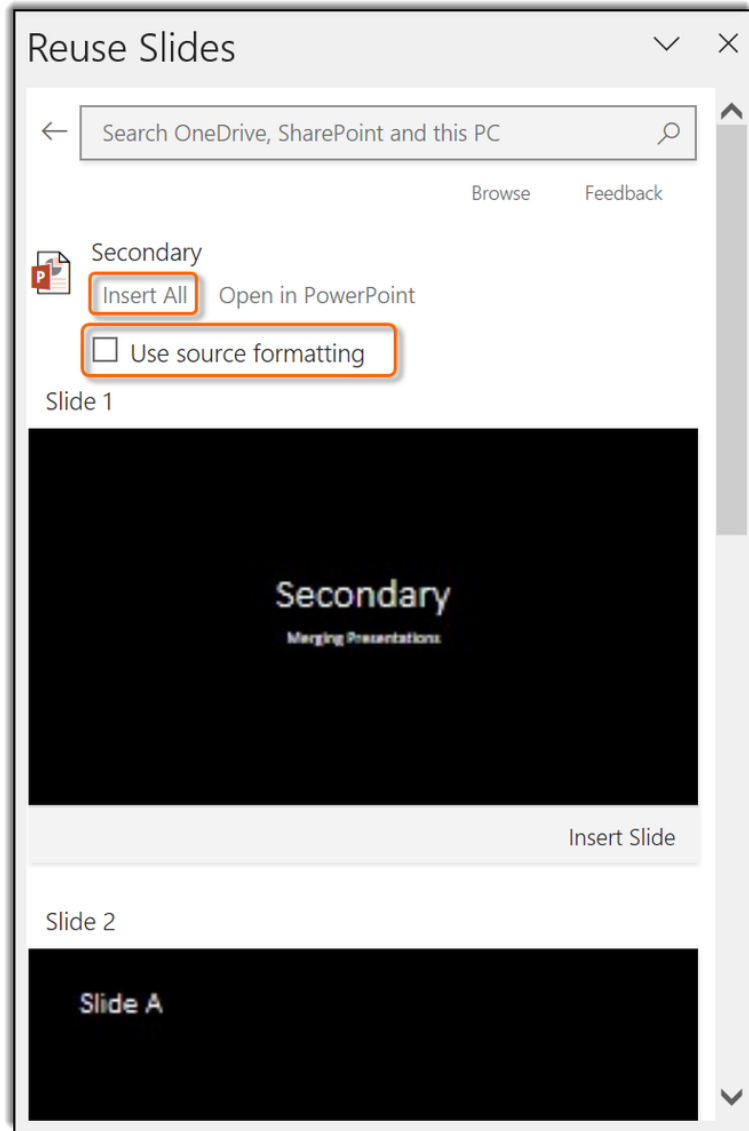 Reuse Slides
Search OneDrive, SharePoint and this PC
Browse Feedback
P
Secondary
Insert All Open in PowerPoint
Use source formatting
Slide 1
Secondary
Merging Presentations
Insert Slide
Slide 2
Slide A